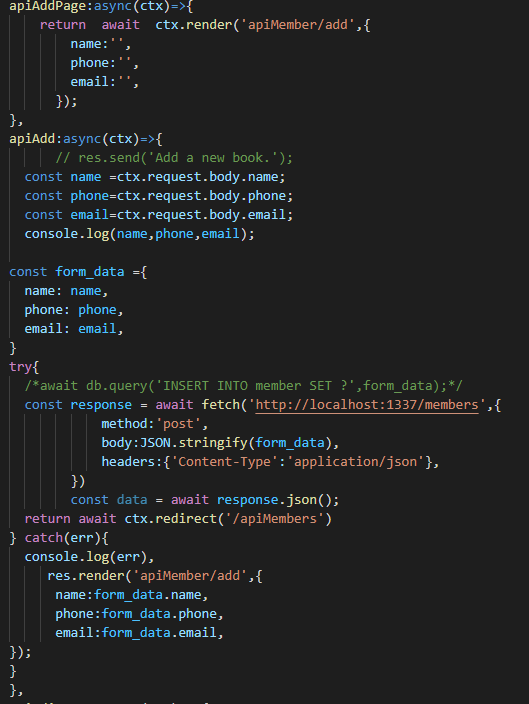 apiAddPage:async(ctx)=>{
return await ctx.render('apiMember/add',{
name:'',
phone:'',
email:'',
});
},
apiAdd:async(ctx)=>{
// res.send('Add a new book.');
const name =ctx.request.body.name;
const phone=ctx.request.body.phone;
const email=ctx.request.body.email;
console.log(name,phone,email);
const form_data ={
name: name,
phone: phone,
email: email,
}
try{
/*await db.query('INSERT INTO member SET ?',form_data);*/
const response = await fetch('http://localhost:1337/members',{
method:'post',
body:JSON.stringify(form_data),
headers:{'Content-Type':'application/json'},
})
const data = await response.json();
return await ctx.redirect('/apiMembers')
} catch(err){
console.log(err),
res.render('apiMember/add',{
name:form_data.name,
phone:form_data.phone,
email:form_data.email,
});
}
},